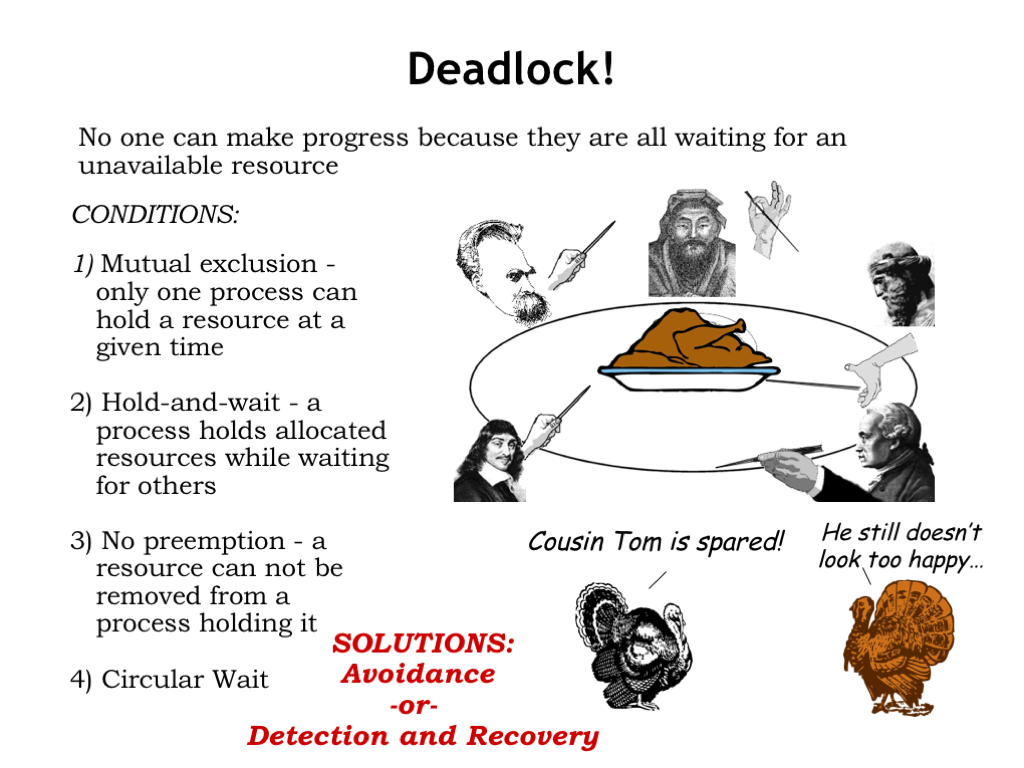 Deadlock!
No one can make progress because they are all waiting for an
unavailable resource
CONDITIONS:
1) Mutual exclusion -
only one process can
hold a resource at a
given time
2) Hold-and-wait - a
process holds allocated
resources while waiting
for others
3) No preemption - a
resource can not be
removed from a
process holding it
4) Circular Wait
SOLUTIONS:
Avoidance
-or-
Detection and Recovery
Cousin Tom is spared!
He still doesn't
look too happy…